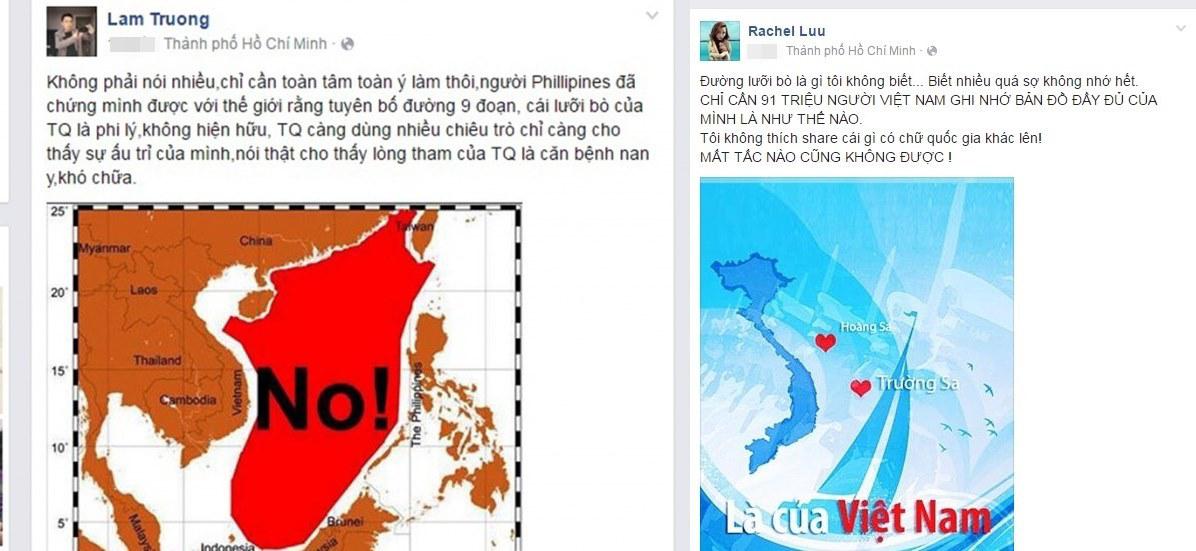 Lam Truong
Thành phố Hồ Chí Minh ·
Không phải nói nhiều,chỉ cần toàn tâm toàn ý làm thôi,người Phillipines đã
chứng mình được với thế giới rằng tuyên bố đường 9 đoạn, cái lưỡi bò của
TQ là phi lý,không hiện hữu, TQ càng dùng nhiều chiêu trò chỉ càng cho
thấy sự ấu trỉ của mình,nói thật cho thấy lòng tham của TQ là căn bệnh nan
y,khó chữa.
25°
20°
15°
10°
5°
Myanmar
China
Taiwan
Laos
Thailand
Cambodia
Vietnam
No!
The Philippines
Brunei
Indonesia
Rachel Luu
Thành phố Hồ Chí Minh ·
Đường lưỡi bò là gì tôi không biết... Biết nhiều quá sợ không nhớ hết.
CHỈ CẦN 91 TRIỆU NGƯỜI VIỆT NAM GHI NHỚ BẢN ĐỒ ĐẦY ĐỦ CỦA
MÌNH LÀ NHƯ THẾ NÀO.
Tôi không thích share cái gì có chữ quốc gia khác lên!
MẤT TẤC NÀO CŨNG KHÔNG ĐƯỢC !
Hoàng Sa
Trường Sa
Là của Việt Nam